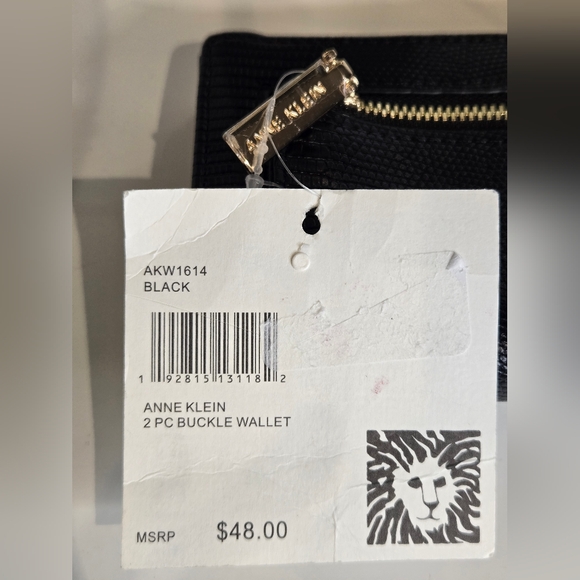 ANNE KLEIN
AKW1614
BLACK
1 92815 13118 2
ANNE KLEIN
2 PC BUCKLE WALLET
MSRP $48.00